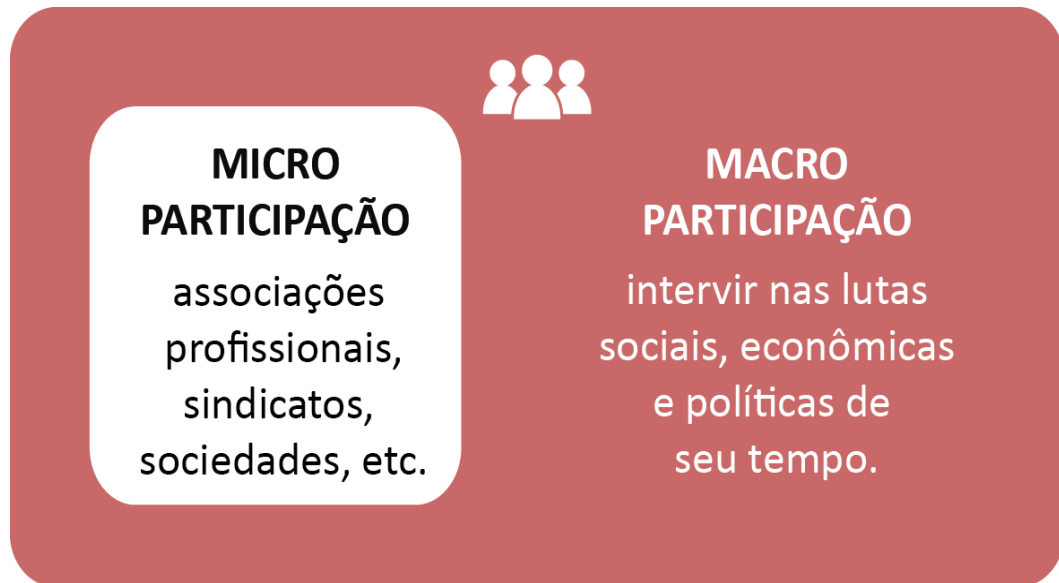 MICRO
PARTICIPAÇÃO
associações
profissionais,
sindicatos,
sociedades, etc.
MACRO
PARTICIPAÇÃO
intervir nas lutas
sociais, econômicas
e políticas de
seu tempo.